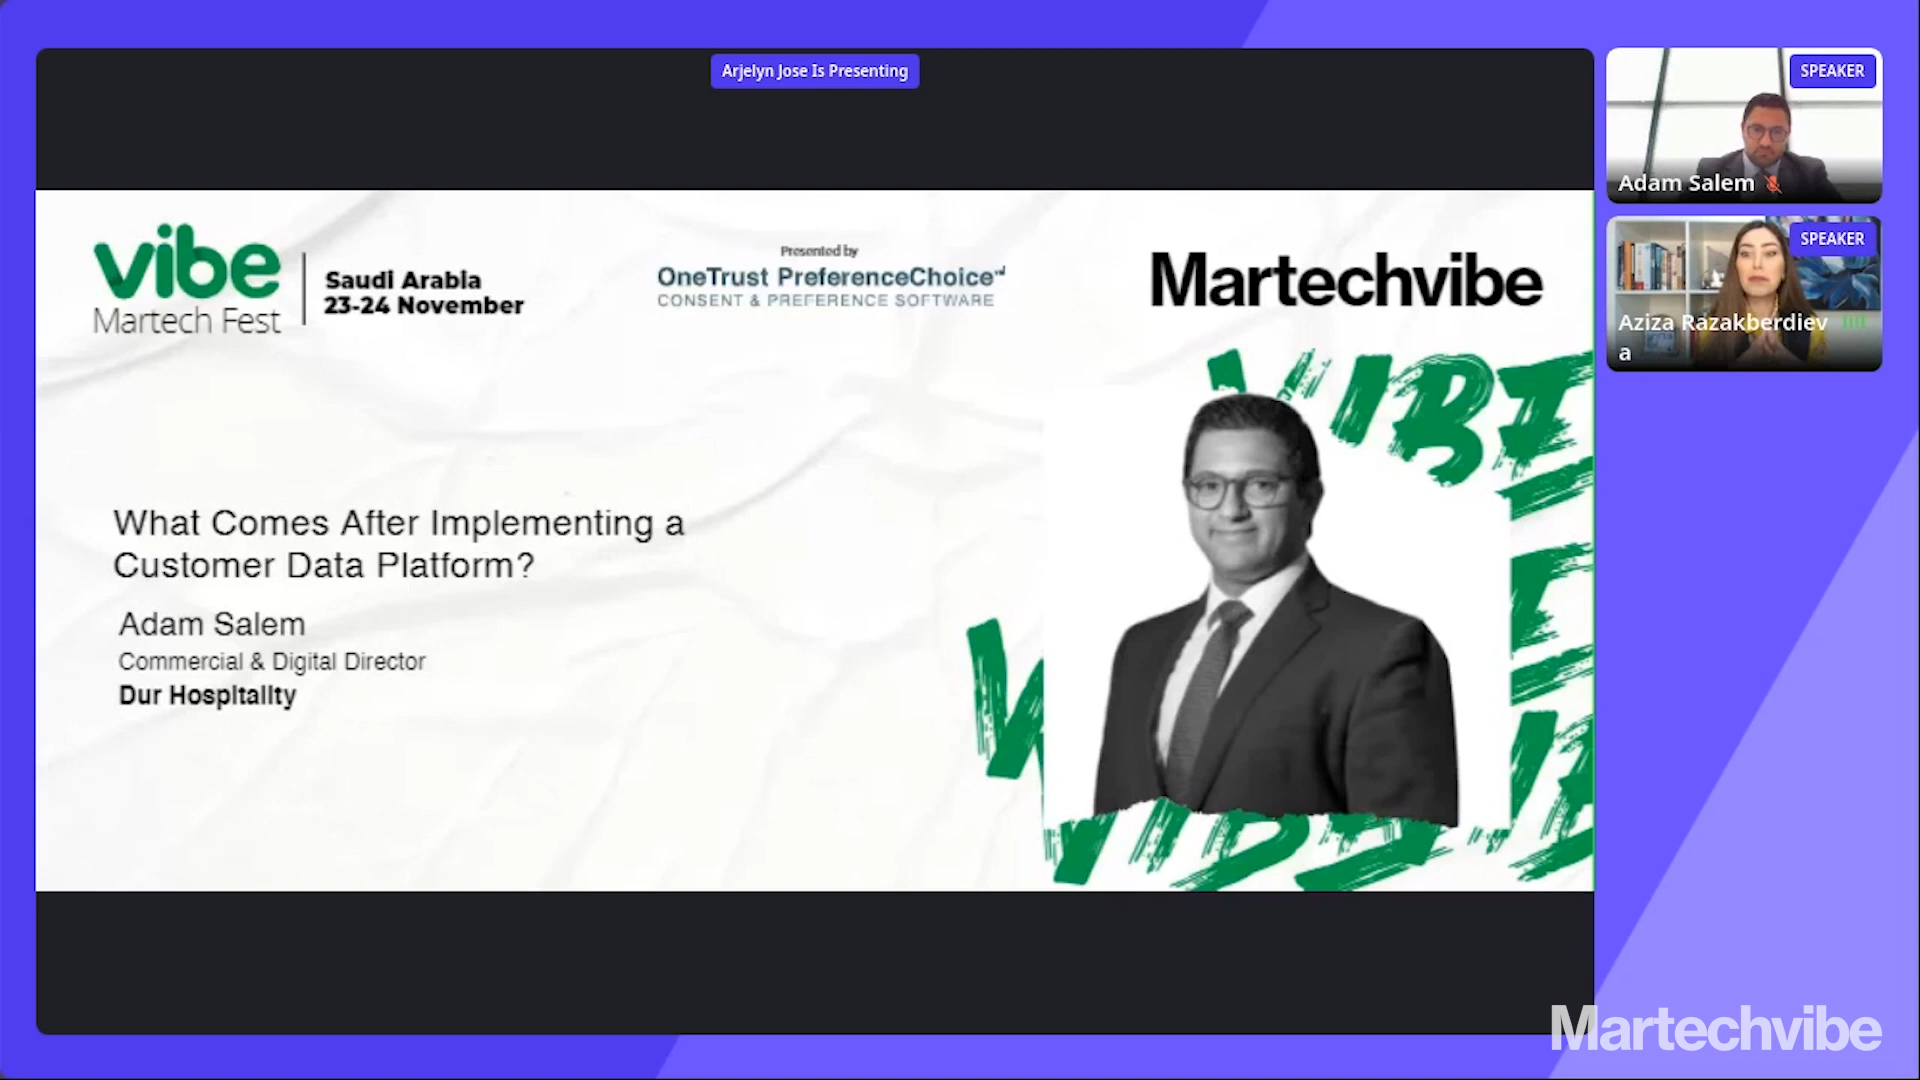 Arjelyn Jose Is Presenting
SPEAKER
Adam Salem
SPEAKER
Aziza Razakberdiev
a
vibe
Martech Fest
Saudi Arabia
23-24 November
Presented by
OneTrust PreferenceChoice
CONSENT & PREFERENCE SOFTWARE
Martechvibe
VIBE
What Comes After Implementing a
Customer Data Platform?
Adam Salem
Commercial & Digital Director
Dur Hospitality
Martechvibe